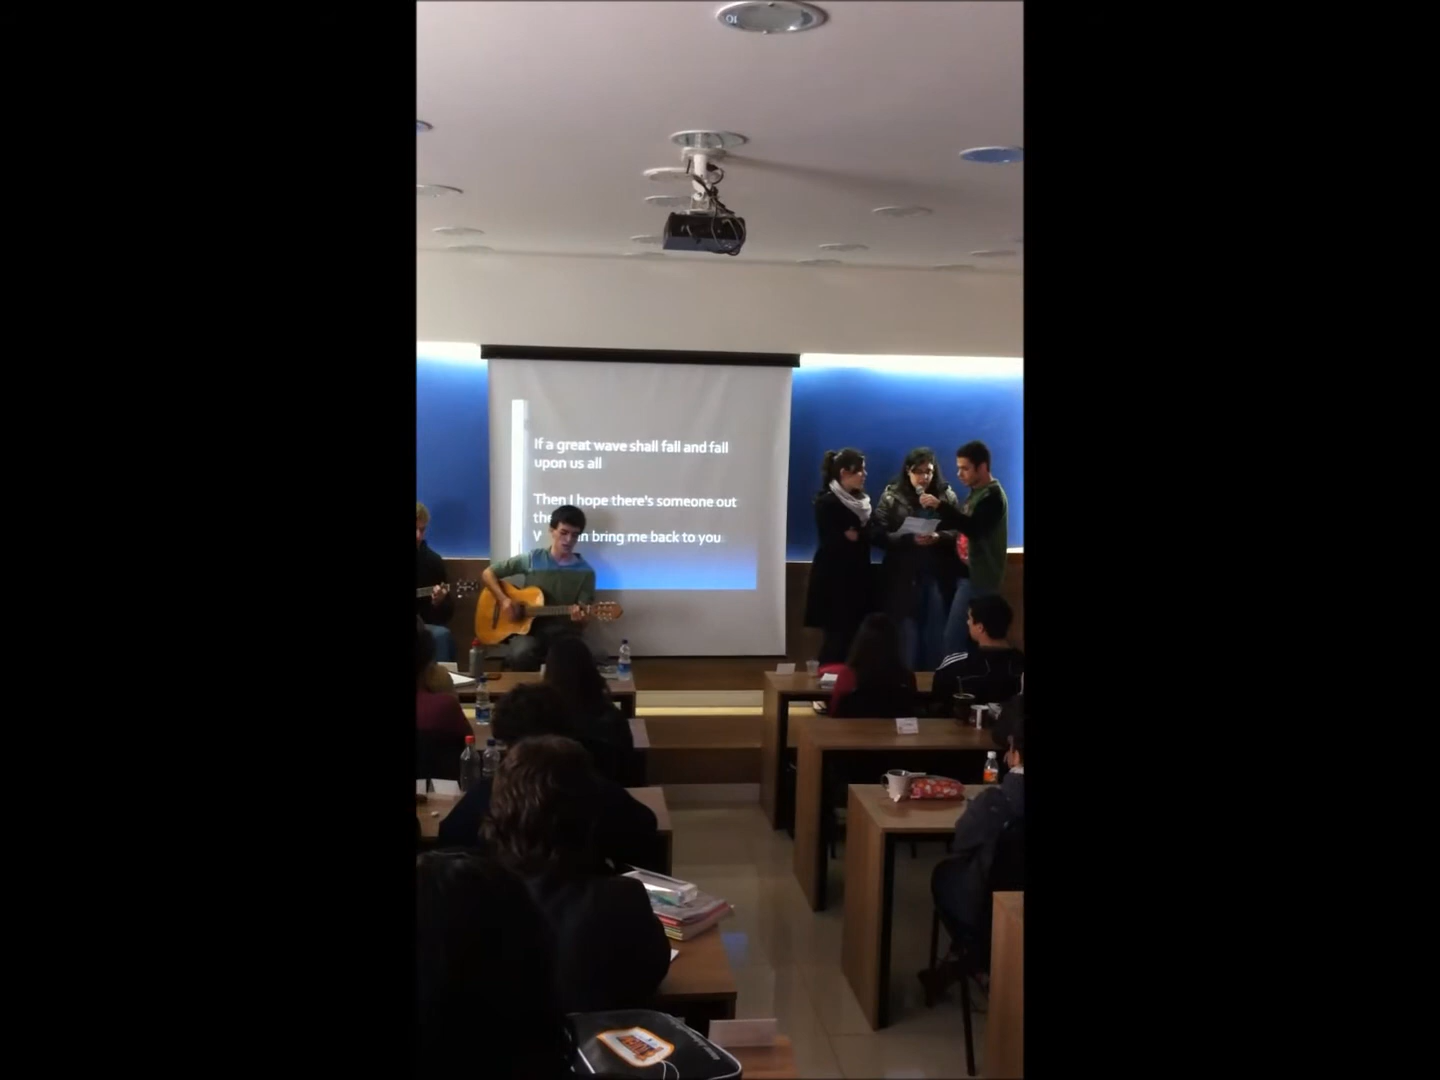 If a great wave shall fall and fall
upon us all
Then I hope there's someone out
the
bring me back to you